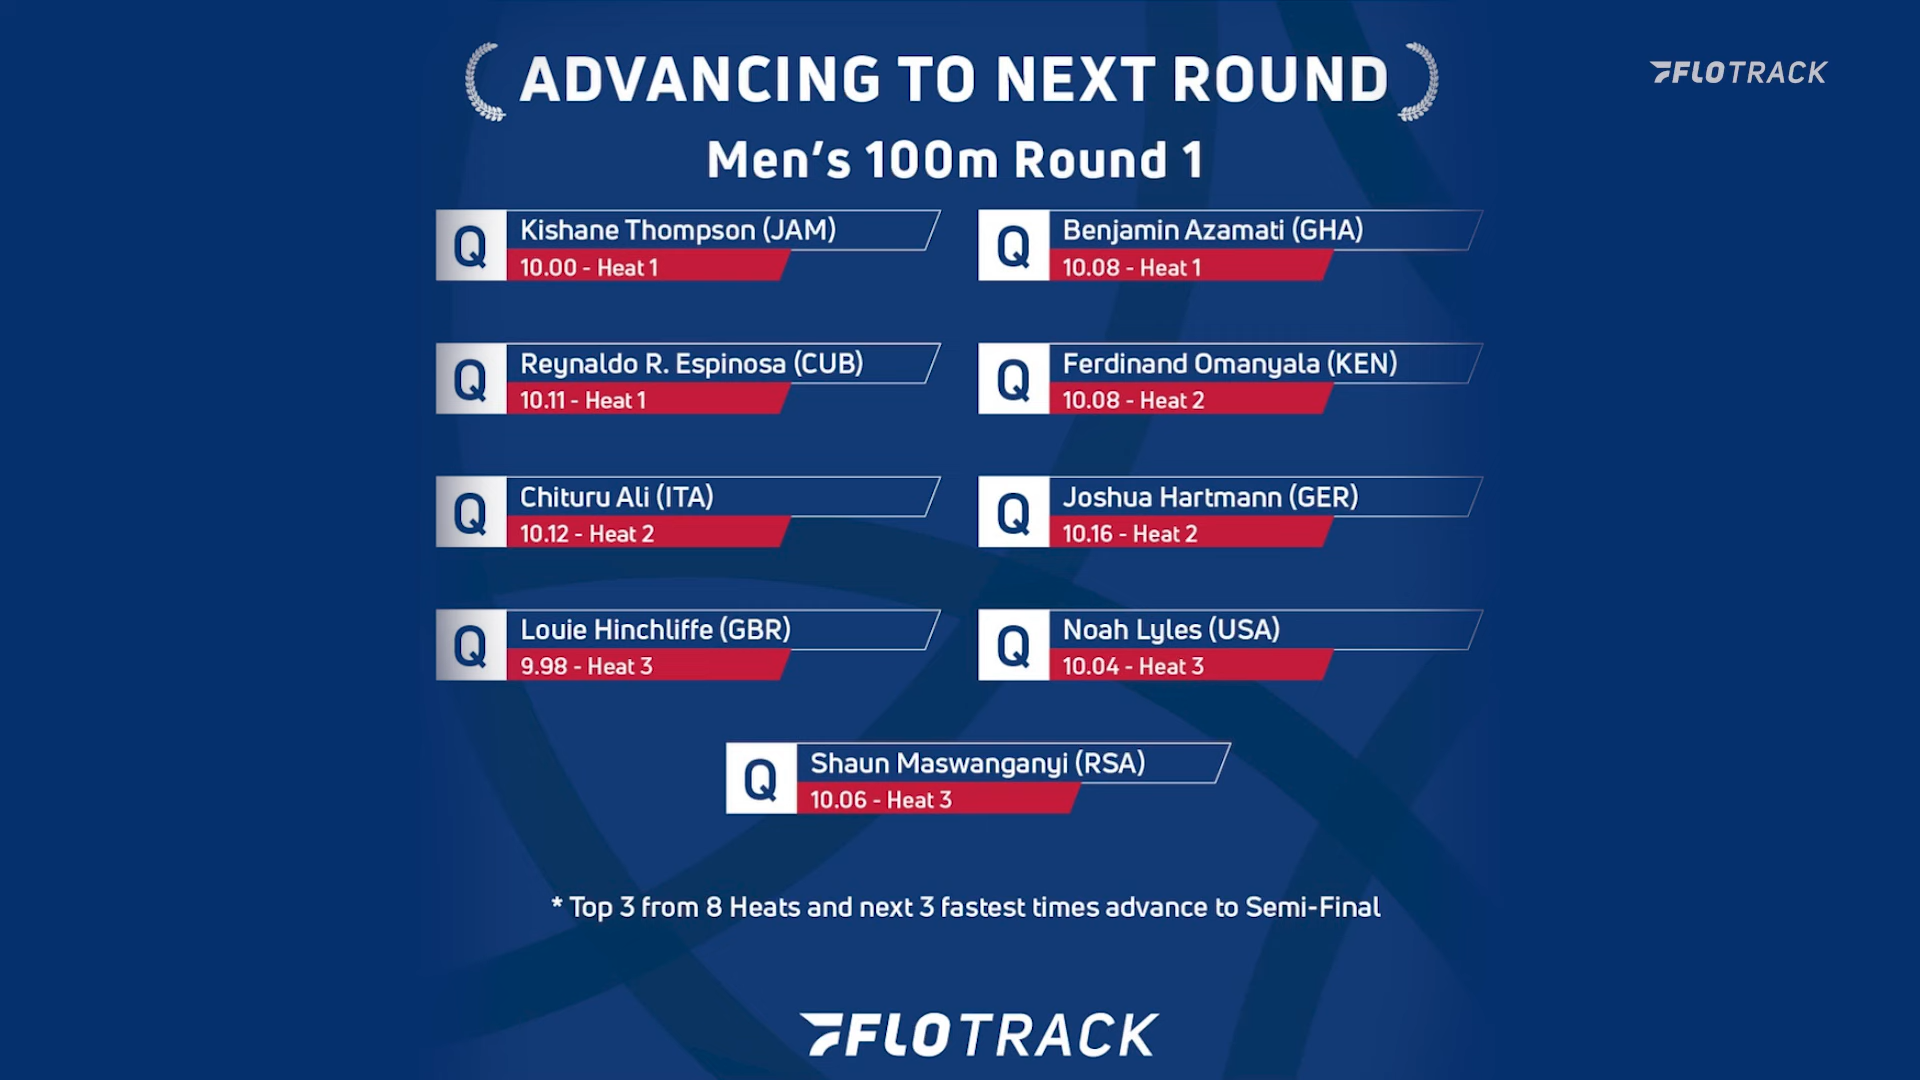 ADVANCING TO NEXT ROUND
FLOTRACK
Men's 100m Round 1
Q
Kishane Thompson (JAM)
10.00 - Heat 1
Q
Benjamin Azamati (GHA)
10.08 - Heat 1
Q
Reynaldo R. Espinosa (CUB)
10.11 - Heat 1
Q
Ferdinand Omanyala (KEN)
10.08 - Heat 2
Q
Chituru Ali (ITA)
10.12 - Heat 2
Q
Joshua Hartmann (GER)
10.16 - Heat 2
Q
Louie Hinchliffe (GBR)
9.98 - Heat 3
Q
Noah Lyles (USA)
10.04 - Heat 3
Q
Shaun Maswanganyi (RSA)
10.06 - Heat 3
* Top 3 from 8 Heats and next 3 fastest times advance to Semi-Final
FLOTRACK